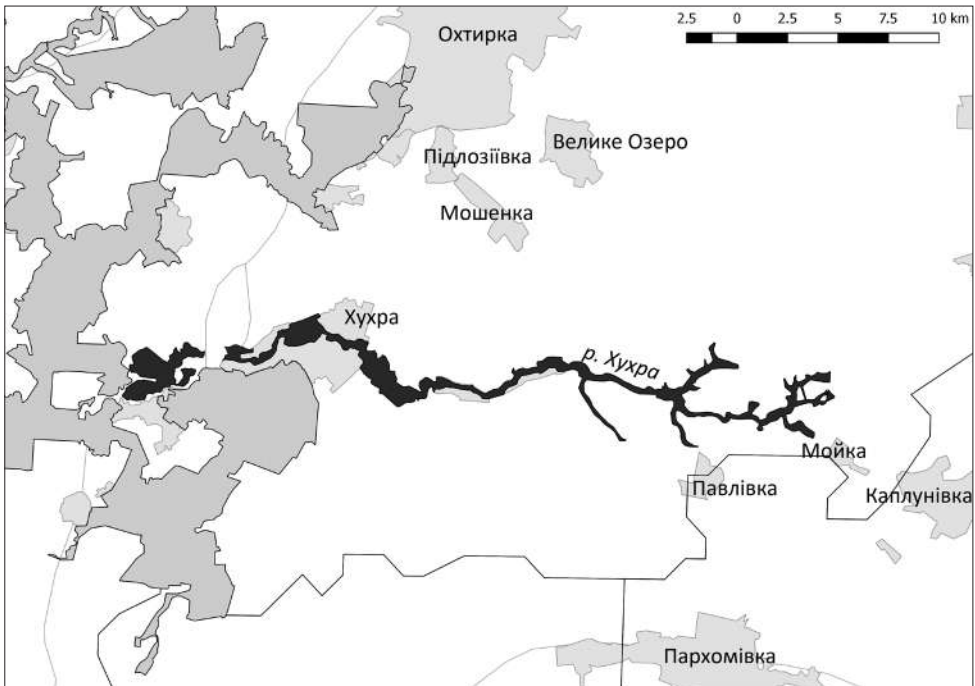 2.5 0 2.5 5 7.5 10 km
Охтирка
Велике Озеро
Підлозіївка
Мошенка
Хухра
р. Хухра
Мойка
Павлівка
Каплунівка
Пархомівка